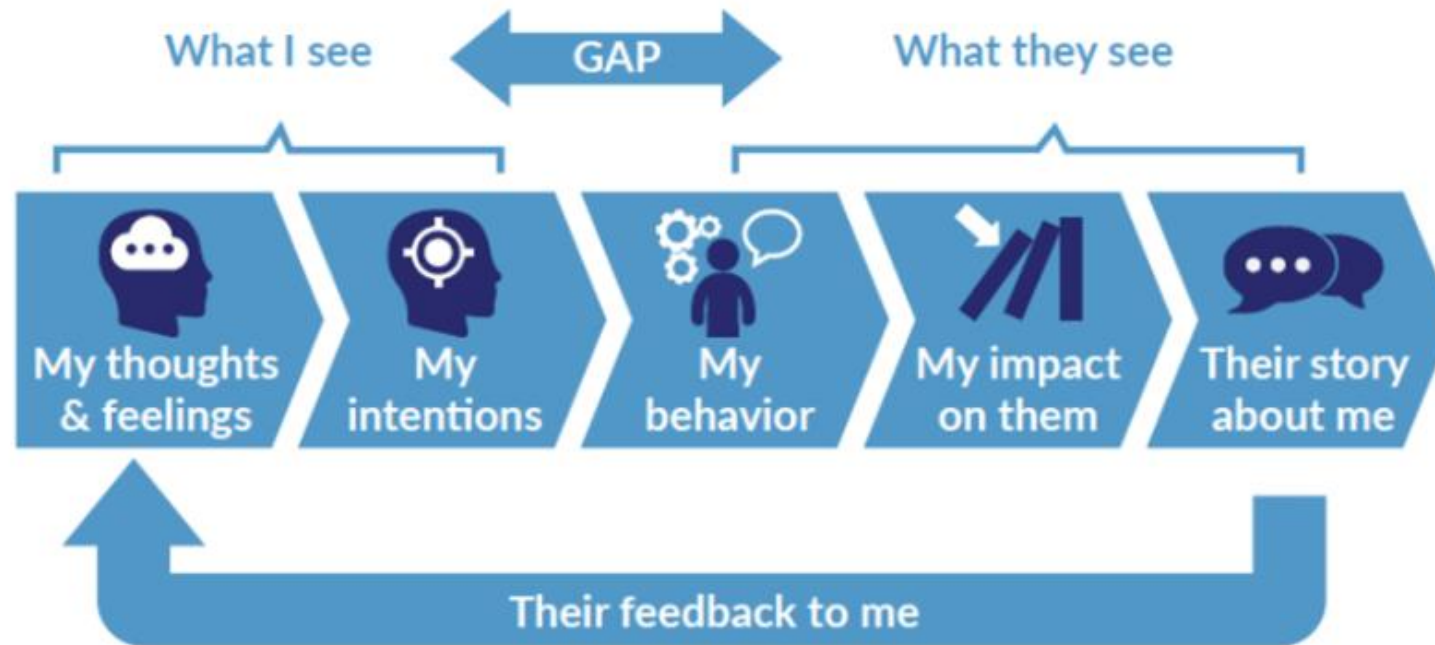 What I see
GAP
What they see
My thoughts
& feelings
My
intentions
My
behavior
My impact
on them
Their story
about me
Their feedback to me